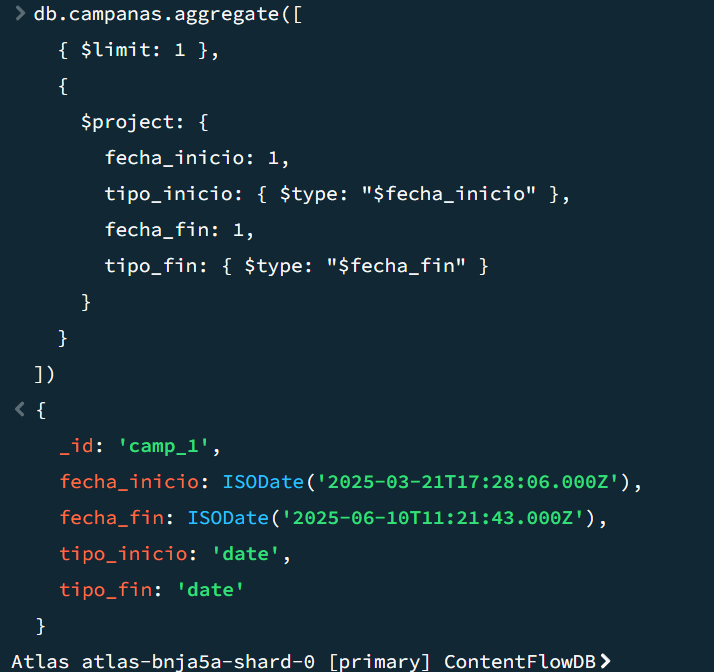 > db.campanas.aggregate([
{ $limit: 1 },
{
$project: {
fecha_inicio: 1,
tipo_inicio: { $type: "$fecha_inicio" },
fecha_fin: 1,
tipo_fin: { $type: "$fecha_fin" }
}
}
])
< {
_id: 'camp_1',
fecha_inicio: ISODate('2025-03-21T17:28:06.000Z'),
fecha_fin: ISODate('2025-06-10T11:21:43.000Z'),
tipo_inicio: 'date',
tipo_fin: 'date'
}
Atlas atlas-bnja5a-shard-0 [primary] ContentFlowDB>